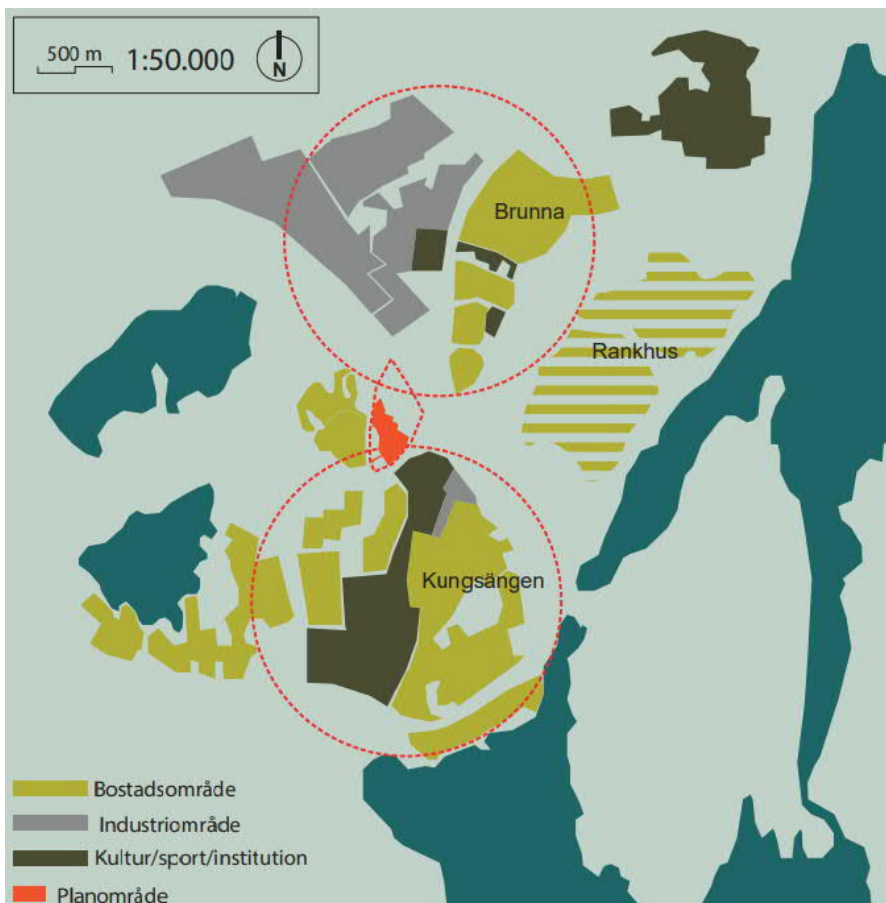 500 m 1:50.000
N
Brunna
Rankhus
Kungsängen
Bostadsområde
Industriområde
Kultur/sport/institution
Planområde